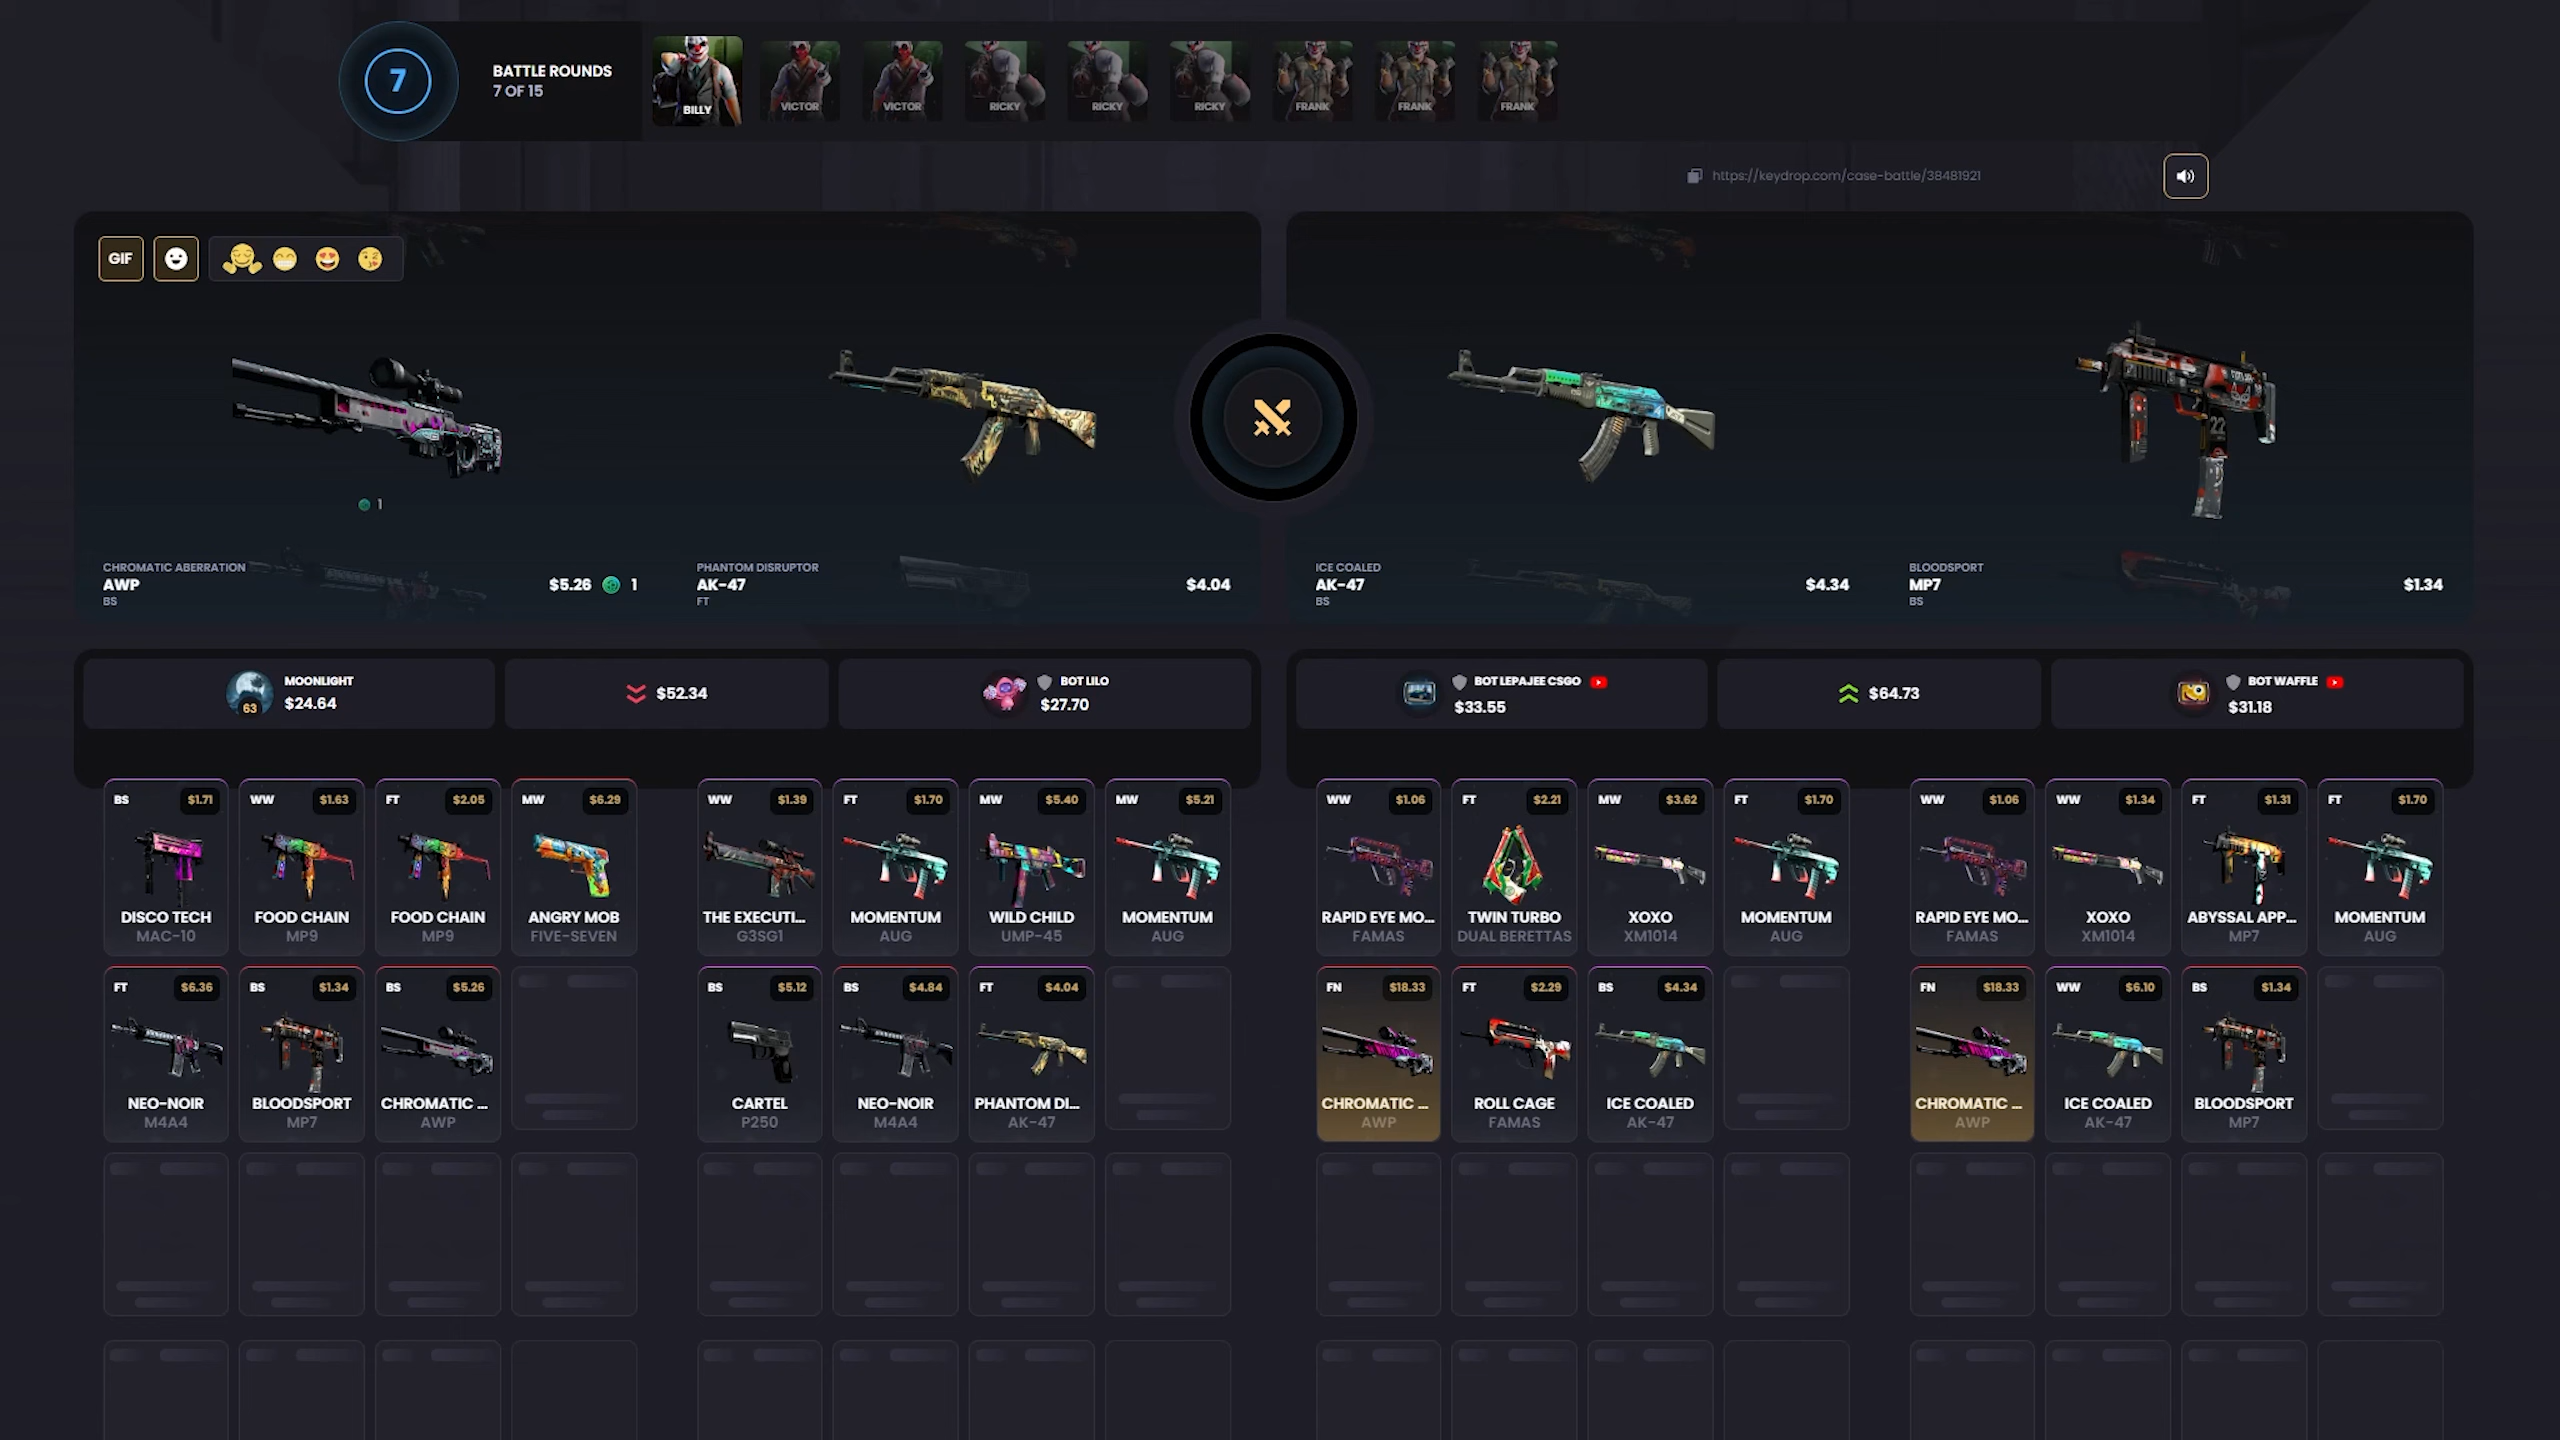 7
BATTLE ROUNDS
7 OF 15
BILLY
VICTOR
VICTOR
RICKY
RICKY
RICKY
FRANK
FRANK
FRANK
https://keydrop.com/case-battle/38481921
GIF
1
CHROMATIC ABERRATION
AWP
BS
$5.26 1
PHANTOM DISRUPTOR
AK-47
FT
$4.04
ICE COALED
AK-47
BS
$4.34
BLOODSPORT
MP7
BS
$1.34
63
MOONLIGHT
$24.64
$52.34
BOT LILO
$27.70
BOT LEPAJEE CSGO
$33.55
$64.73
BOT WAFFLE
$31.18
BS $1.71
DISCO TECH
MAC-10
WW $1.63
FOOD CHAIN
MP9
FT $2.05
FOOD CHAIN
MP9
MW $6.29
ANGRY MOB
FIVE-SEVEN
WW $1.39
THE EXECUTI...
G3SG1
FT $1.70
MOMENTUM
AUG
MW $5.40
WILD CHILD
UMP-45
MW $5.21
MOMENTUM
AUG
WW $1.06
RAPID EYE MO...
FAMAS
FT $2.21
TWIN TURBO
DUAL BERETTAS
MW $3.62
XOXO
XM1014
FT $1.70
MOMENTUM
AUG
WW $1.06
RAPID EYE MO...
FAMAS
WW $1.34
XOXO
XM1014
FT $1.31
ABYSSAL APP...
MP7
FT $1.70
MOMENTUM
AUG
FT $6.36
NEO-NOIR
M4A4
BS $1.34
BLOODSPORT
MP7
BS $5.26
CHROMATIC ...
AWP
BS $5.12
CARTEL
P250
BS $4.84
NEO-NOIR
M4A4
FT $4.04
PHANTOM DI...
AK-47
FN $18.33
CHROMATIC ...
AWP
FT $2.29
ROLL CAGE
FAMAS
BS $4.34
ICE COALED
AK-47
FN $18.33
CHROMATIC ...
AWP
WW $6.10
ICE COALED
AK-47
BS $1.34
BLOODSPORT
MP7